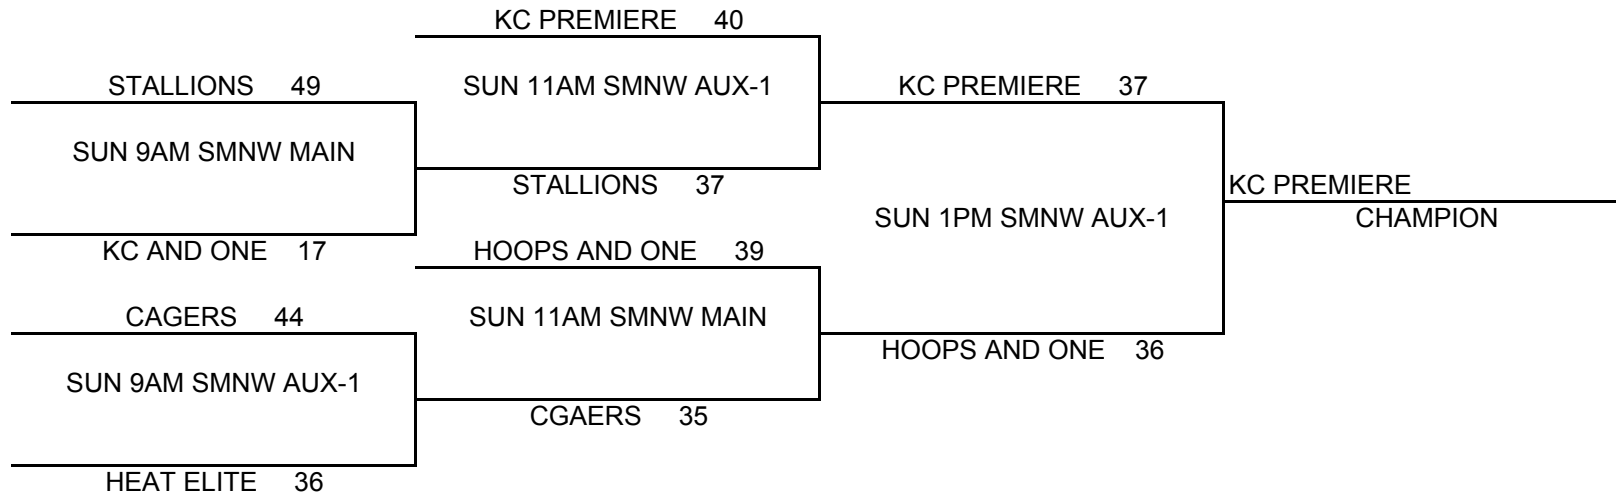 KC PREMIERE 40
STALLIONS 49
SUN 11AM SMNW AUX-1
KC PREMIERE 37
SUN 9AM SMNW MAIN
STALLIONS 37
KC PREMIERE
SUN 1PM SMNW AUX-1
CHAMPION
KC AND ONE 17
HOOPS AND ONE 39
CAGERS 44
SUN 11AM SMNW MAIN
HOOPS AND ONE 36
SUN 9AM SMNW AUX-1
CGAERS 35
HEAT ELITE 36